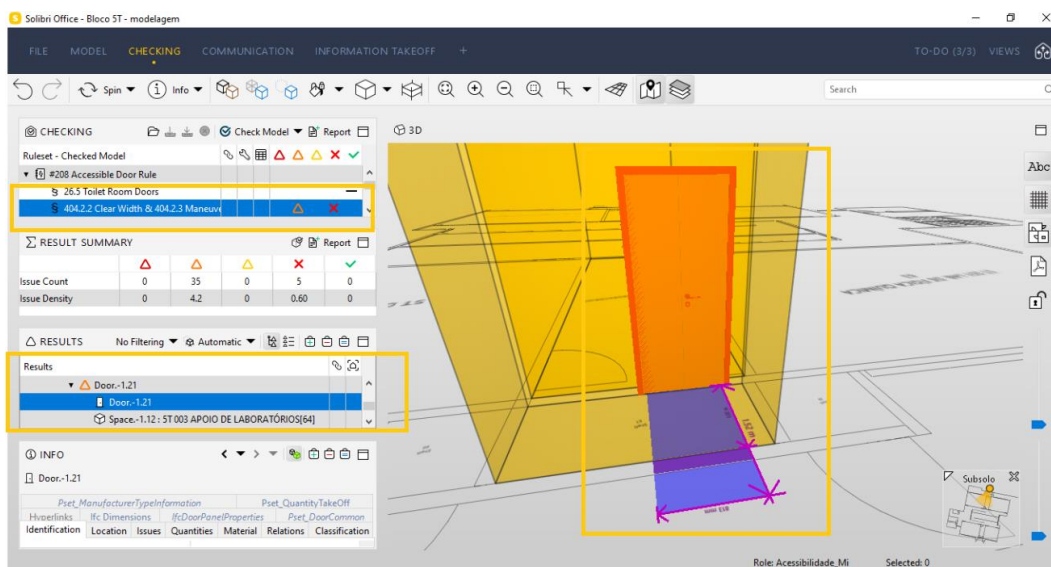 Solibri Office - Bloco 5T - modelagem
FILE MODEL CHECKING COMMUNICATION INFORMATION TAKEOFF +
TO-DO (3/3) VIEWS
Spin Info
Search
CHECKING Check Model Report
3D
Ruleset - Checked Model
#208 Accessible Door Rule
§ 26.5 Toilet Room Doors
§ 404.2.2 Clear Width & 404.2.3 Maneuv
Abc
RESULT SUMMARY Report
Issue Count 0 35 0 5 0
Issue Density 0 4.2 0 0.60 0
RESULTS No Filtering Automatic
Results
Door.-1.21
Door.-1.21
Space.-1.12 : 5T 003 APOIO DE LABORATÓRIOS[64]
INFO
Door.-1.21
Pset_ManufacturerTypeInformation Pset_QuantityTakeOff
Hyperlinks Ifc Dimensions IfcDoorPanelProperties Pset_DoorCommon
Identification Location Issues Quantities Material Relations Classification
1.52 m
Subsolo
Role: Acessibilidade_Mi Selected: 0